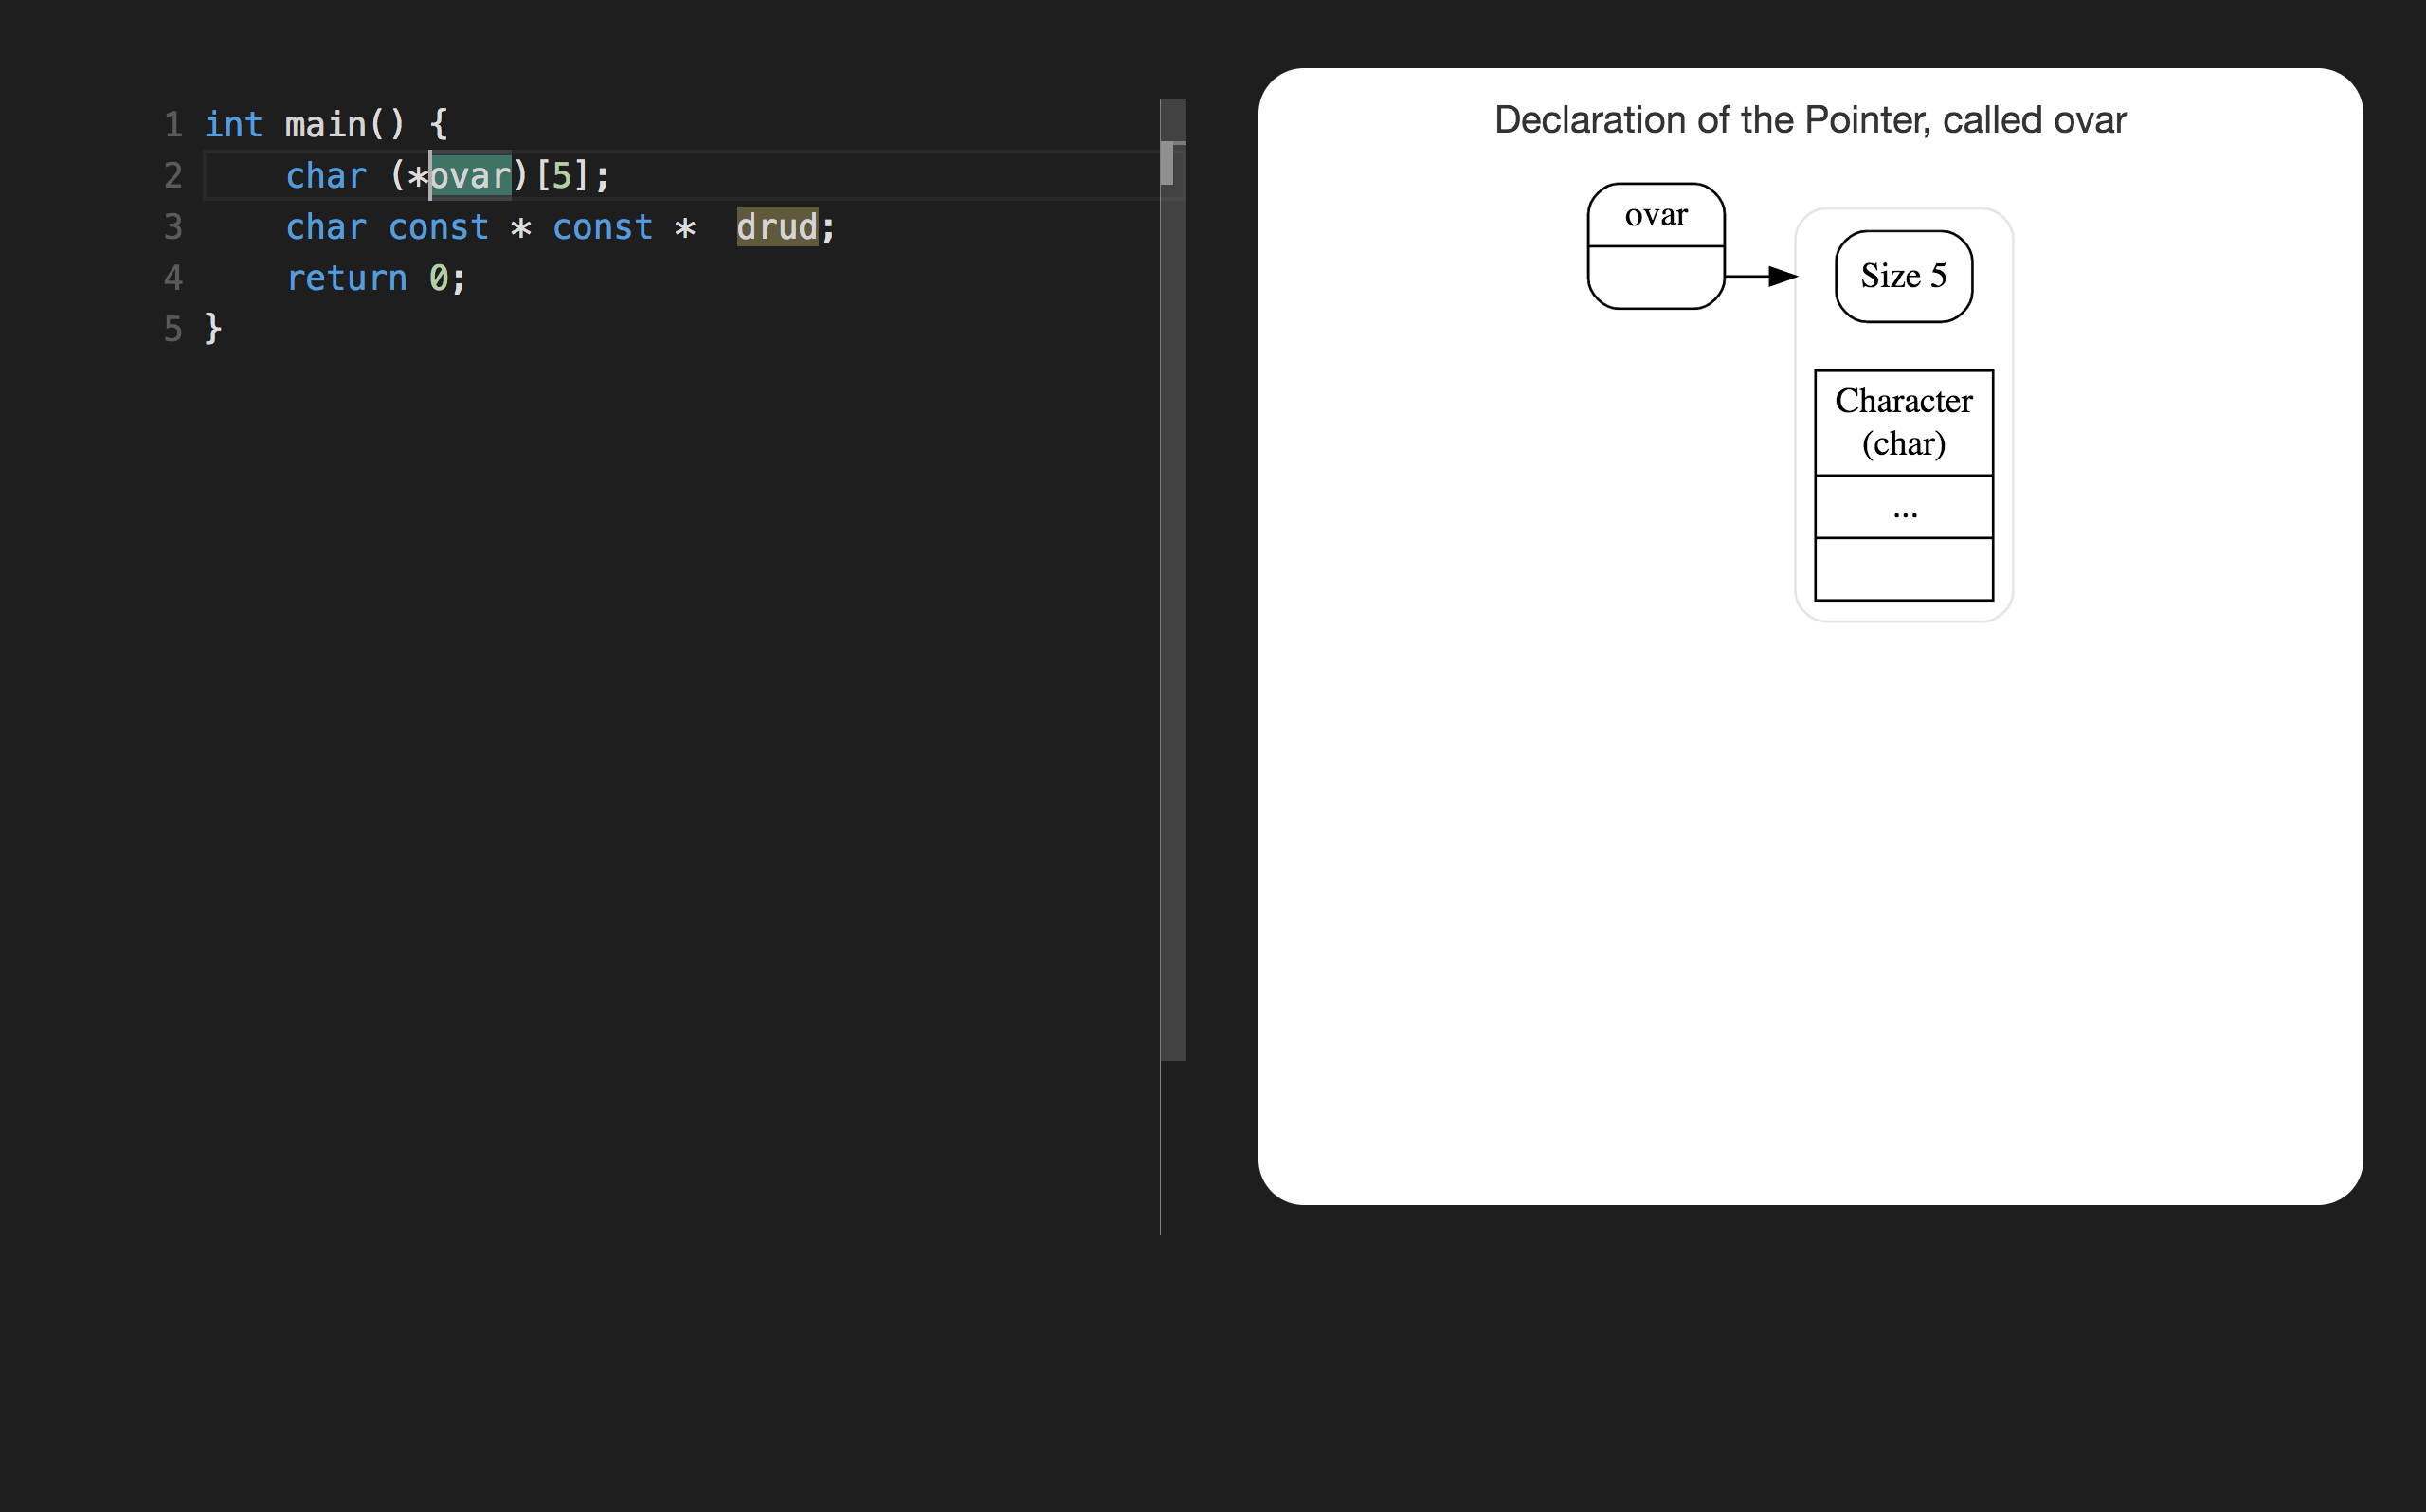 1 int main() {
2     char (*ovar)[5];
3     char const * const *  drud;
4     return 0;
5 }
Declaration of the Pointer, called ovar
ovar
Size 5
Character
(char)
...